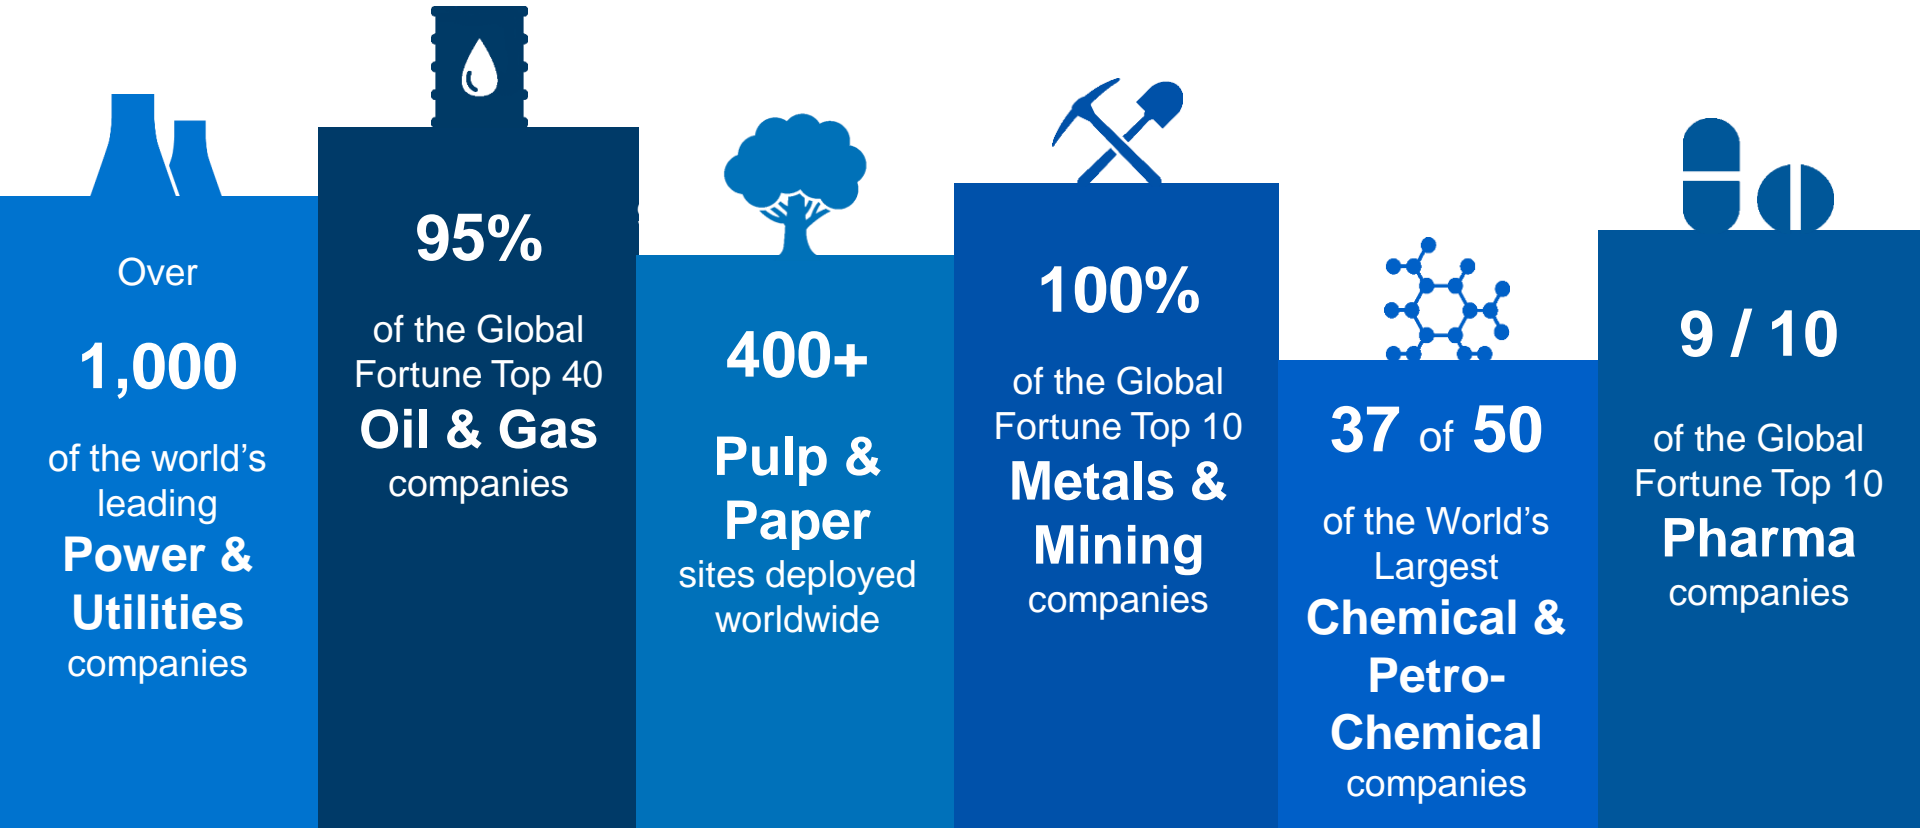 Over
1,000
of the world’s
leading
Power &
Utilities
companies
95%
of the Global
Fortune Top 40
Oil & Gas
companies
400+
Pulp &
Paper
sites deployed
worldwide
100%
of the Global
Fortune Top 10
Metals &
Mining
companies
37 of 50
of the World’s
Largest
Chemical &
Petro-
Chemical
companies
9 / 10
of the Global
Fortune Top 10
Pharma
companies